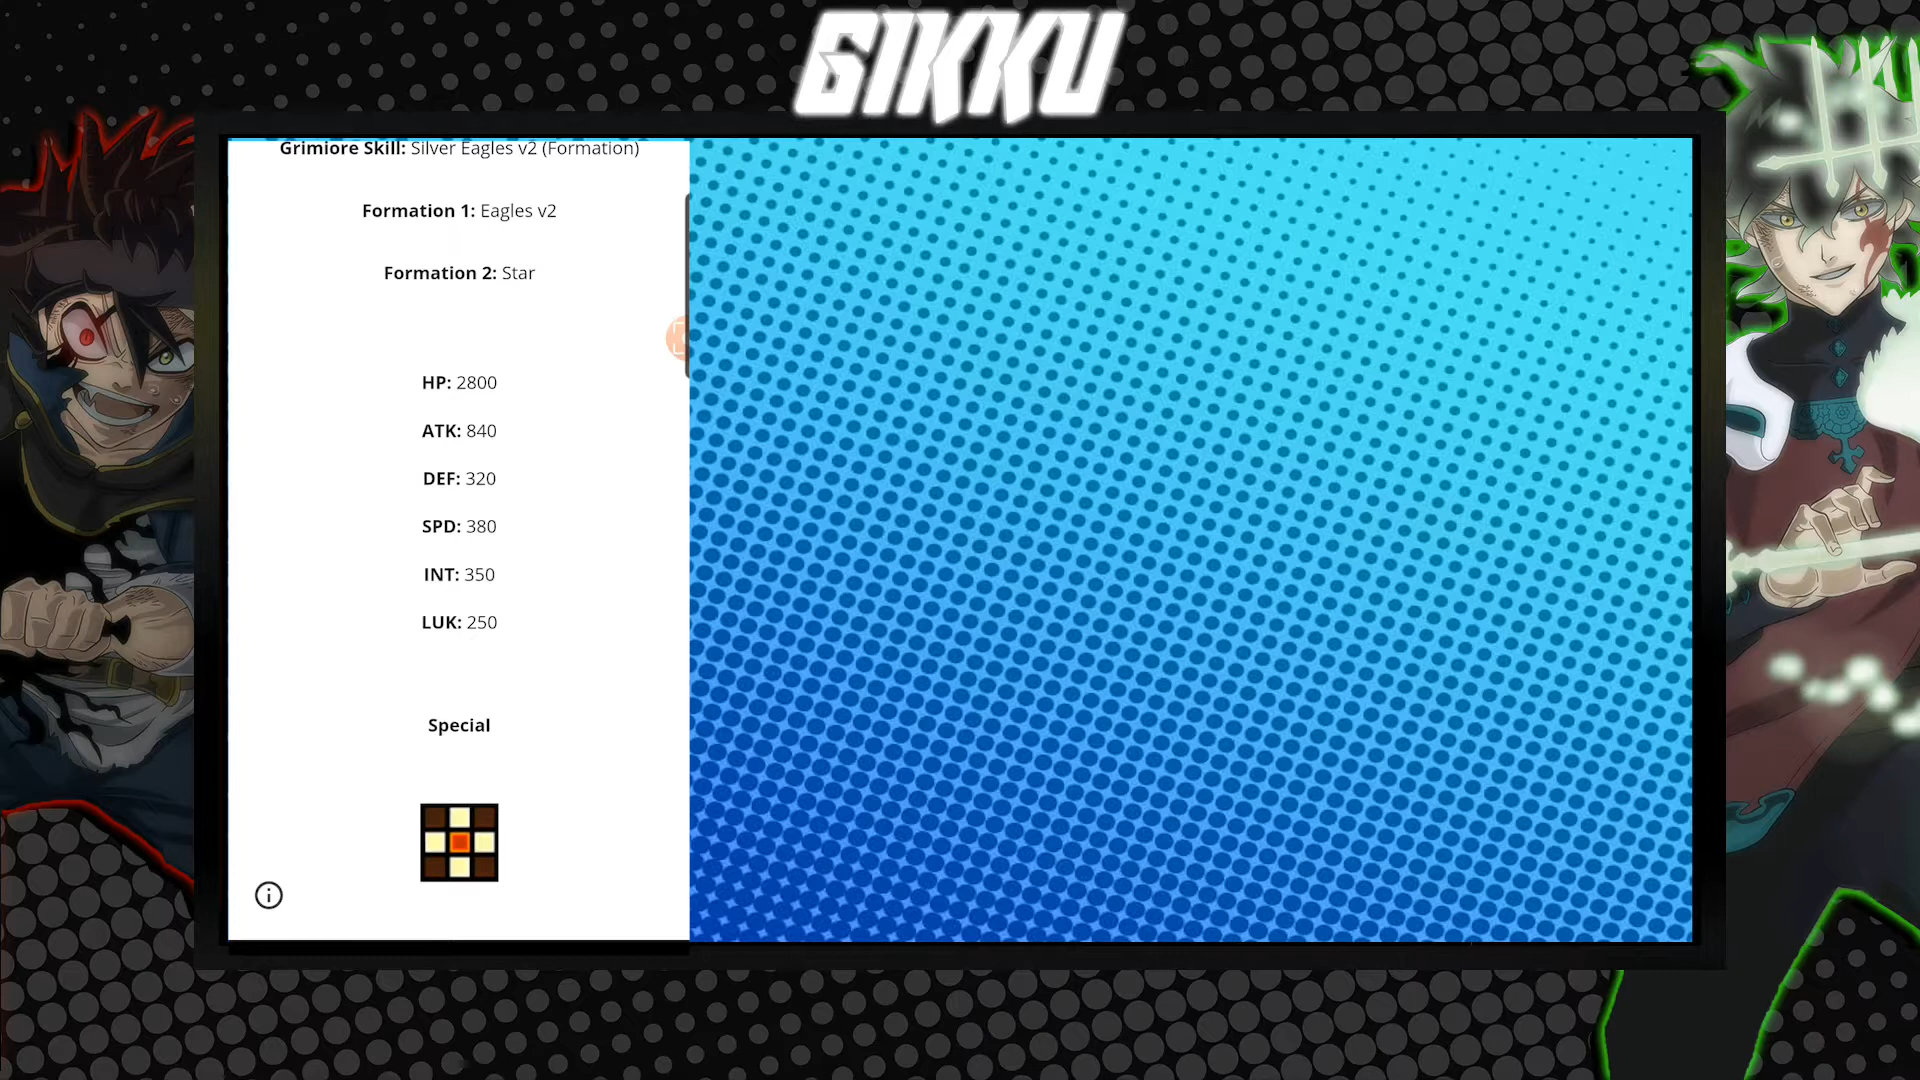 GIKKU
Grimiore Skill: Silver Eagles v2 (Formation)
Formation 1: Eagles v2
Formation 2: Star
HP: 2800
ATK: 840
DEF: 320
SPD: 380
INT: 350
LUK: 250
Special